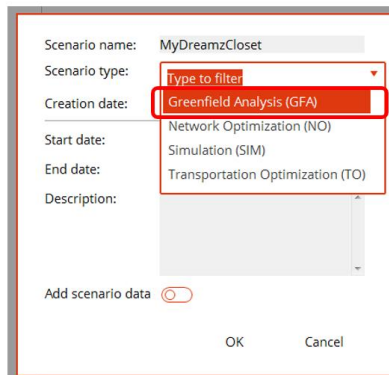 Scenario name: MyDreamzCloset
Scenario type: Type to filter
Greenfield Analysis (GFA)
Creation date:
Network Optimization (NO)
Start date:
Simulation (SIM)
End date:
Transportation Optimization (TO)
Description:
Add scenario data
OK Cancel